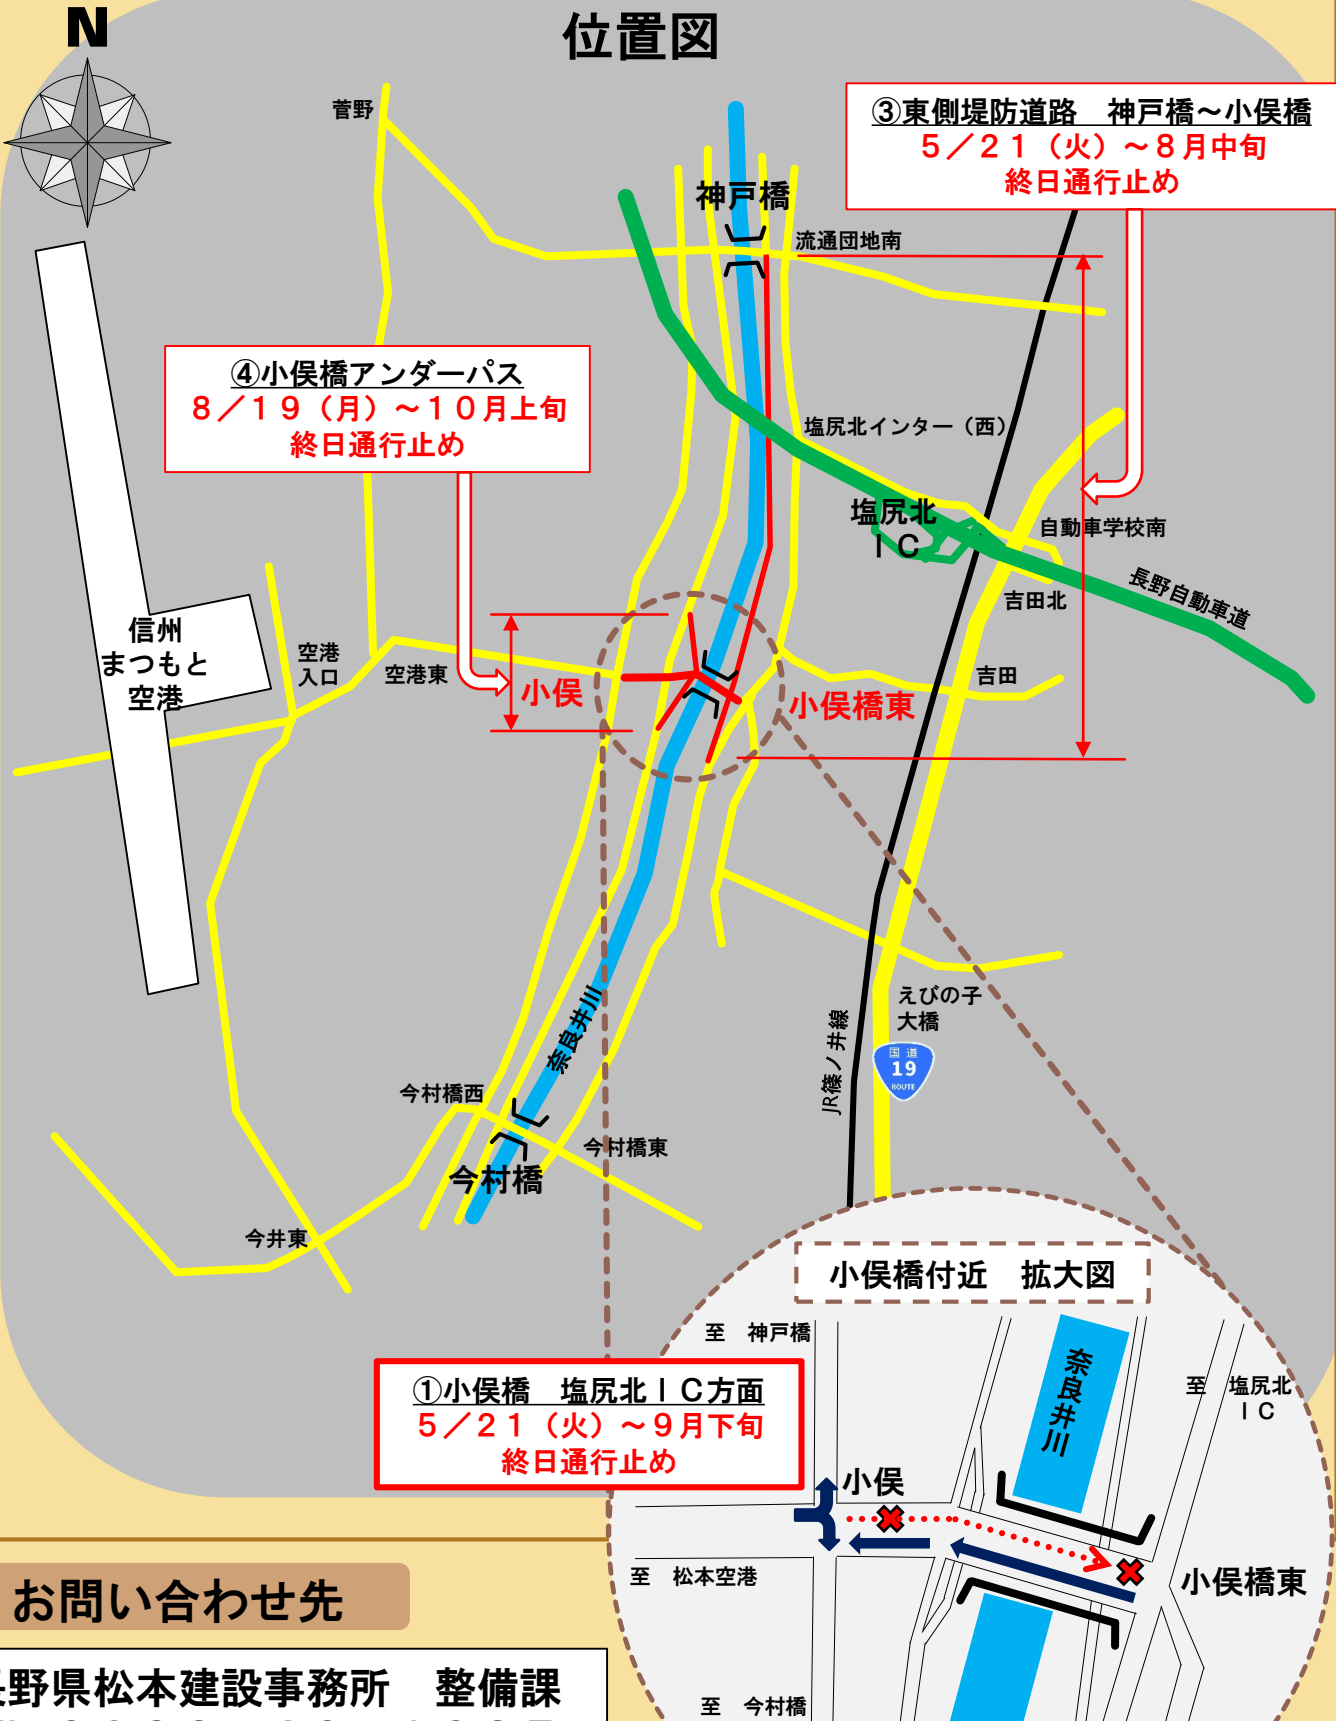 位置図
N
菅野
③東側堤防道路　神戸橋～小俣橋
５／２１（火）～８月中旬
終日通行止め
神戸橋
流通団地南
④小俣橋アンダーパス
８／１９（月）～１０月上旬
終日通行止め
塩尻北インター（西）
塩尻北
ＩＣ
自動車学校南
長野自動車道
吉田北
吉田
信州
まつもと
空港
空港
入口
空港東
小俣
小俣橋東
奈良井川
えびの子
大橋
国道
19
ROUTE
JR篠ノ井線
今村橋西
今村橋東
今村橋
今井東
小俣橋付近　拡大図
至　神戸橋
奈良井川
至　塩尻北
ＩＣ
①小俣橋　塩尻北ＩＣ方面
５／２１（火）～９月下旬
終日通行止め
小俣
至　松本空港
小俣橋東
至　今村橋
お問い合わせ先
長野県松本建設事務所　整備課